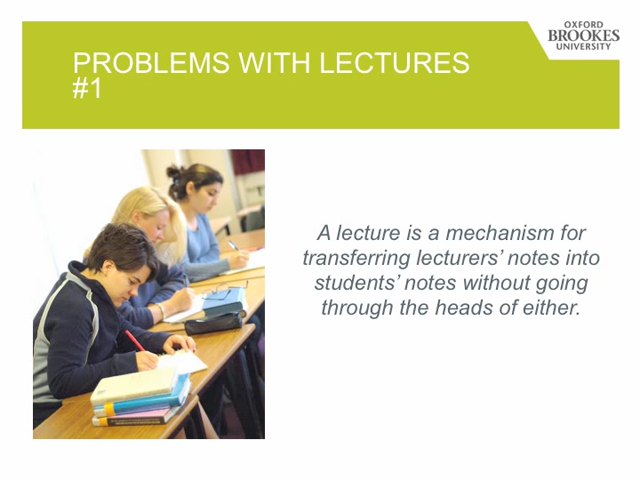 OXFORD
BROOKES
UNIVERSITY
PROBLEMS WITH LECTURES
#1
A lecture is a mechanism for
transferring lecturers’ notes into
students’ notes without going
through the heads of either.